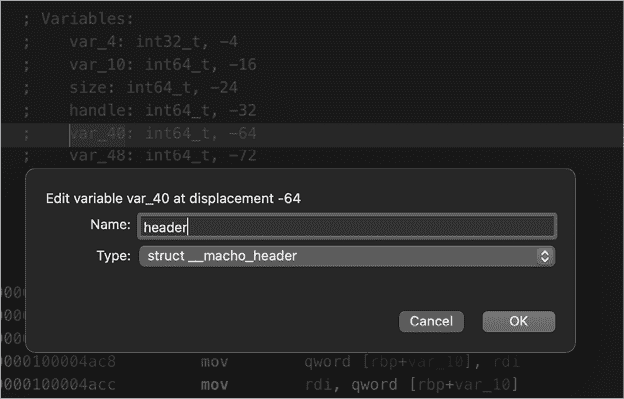 ; Variables:
;    var_4: int32_t, -4
;    var_10: int64_t, -16
;    size: int64_t, -24
;    handle: int64_t, -32
;    var_40: int64_t, -64
;    var_48: int64_t, -72
Edit variable var_40 at displacement -64
Name: header
Type: struct __macho_header
Cancel OK
0000100004ac8 mov qword [rbp+var_10], rdi
0000100004acc mov rdi, qword [rbp+var_10]